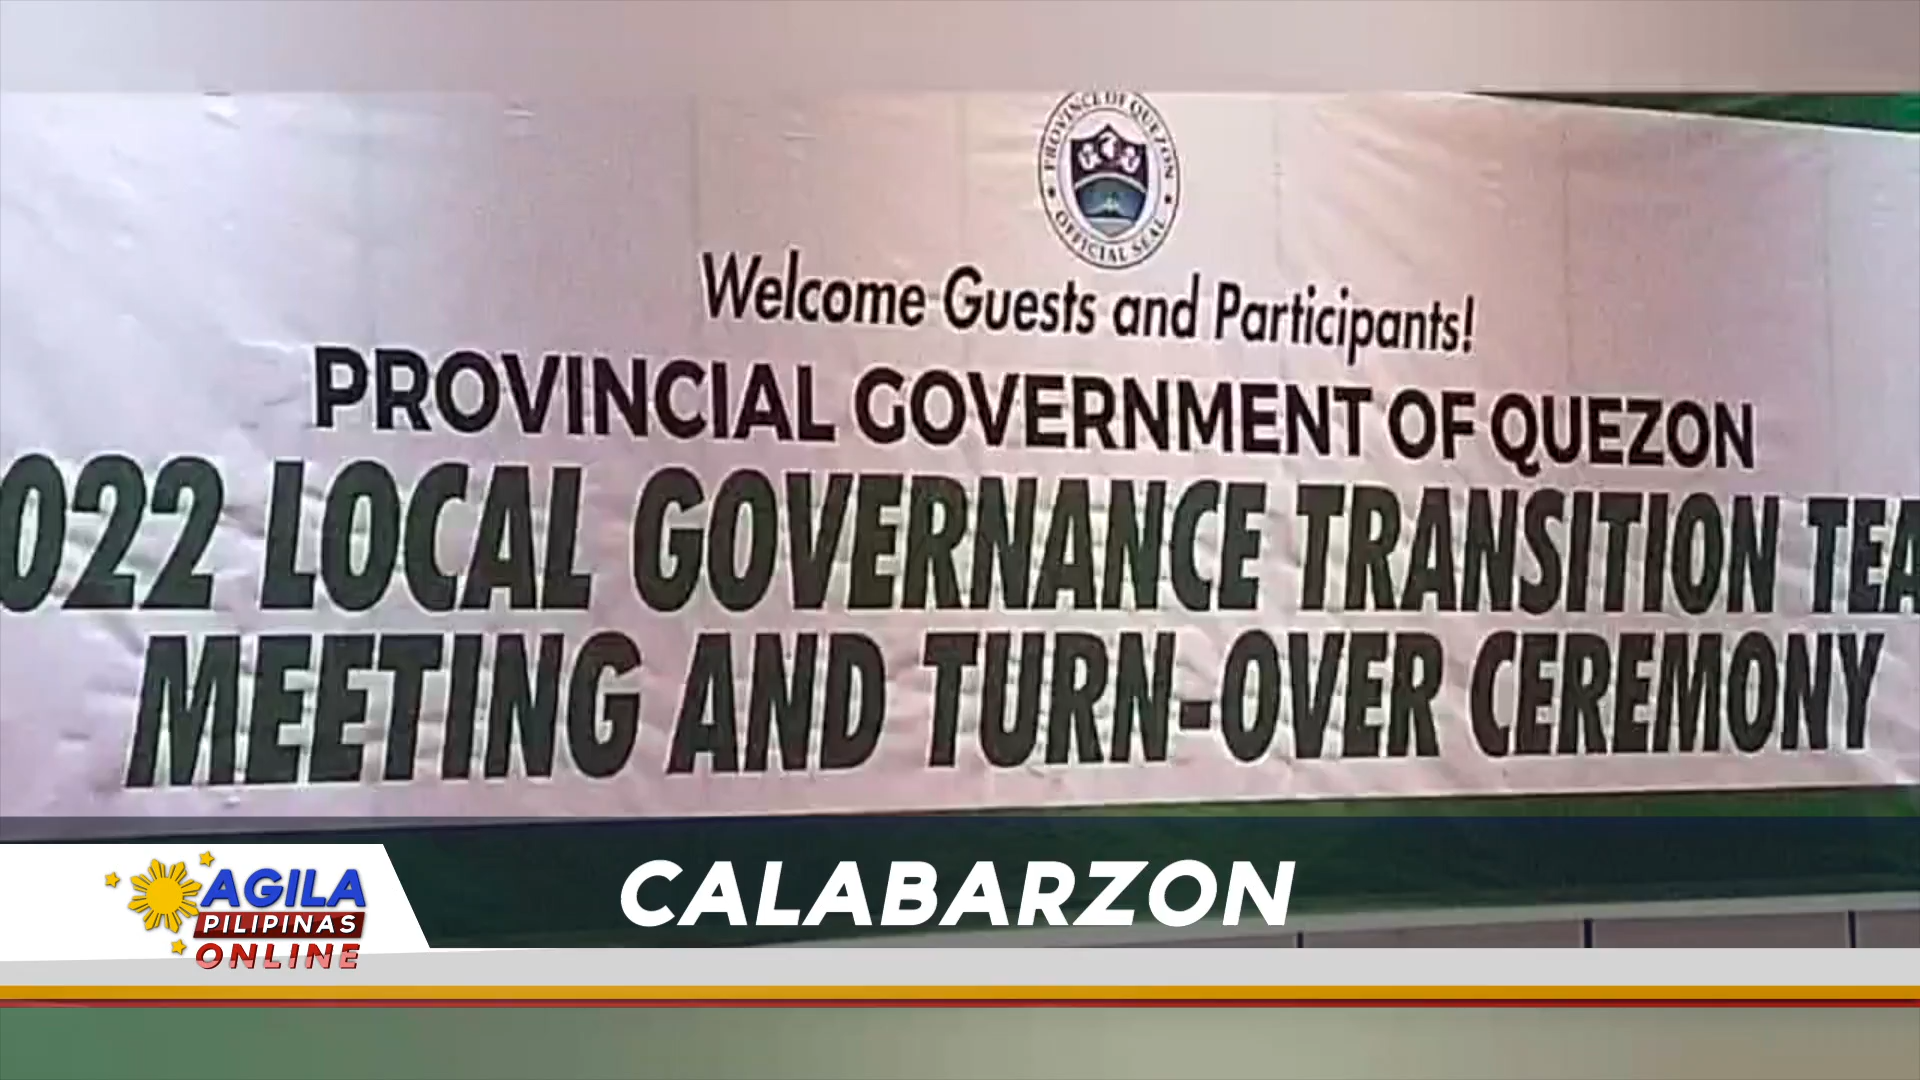 PROVINCE OF QUEZON
OFFICIAL SEAL
Welcome Guests and Participants!
PROVINCIAL GOVERNMENT OF QUEZON
022 LOCAL GOVERNANCE TRANSITION TEA
MEETING AND TURN-OVER CEREMONY
AGILA
PILIPINAS
ONLINE
CALABARZON